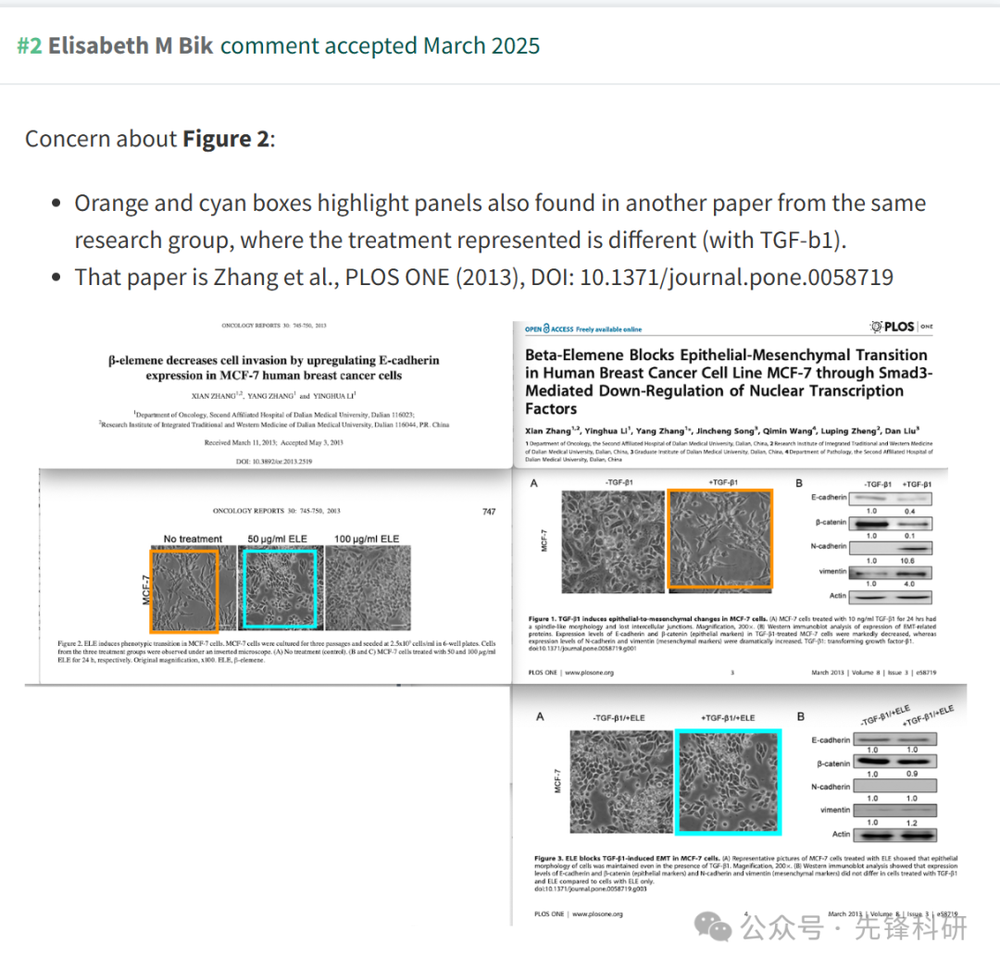 #2 Elisabeth M Bik comment accepted March 2025
Concern about Figure 2:
• Orange and cyan boxes highlight panels also found in another paper from the same
research group, where the treatment represented is different (with TGF-b1).
• That paper is Zhang et al., PLOS ONE (2013), DOI: 10.1371/journal.pone.0058719
ONCOLOGY REPORTS 30: 745-750, 2013
β-elemene decreases cell invasion by upregulating E-cadherin
expression in MCF-7 human breast cancer cells
XIAN ZHANG1,2, YANG ZHANG1 and YINGHUA LI1
1Department of Oncology, Second Affiliated Hospital of Dalian Medical University, Dalian 116023;
2Research Institute of Integrated Traditional and Western Medicine of Dalian Medical University, Dalian 116044, P.R. China
Received March 11, 2013; Accepted May 3, 2013
DOI: 10.3892/or.2013.2519
OPEN ACCESS Freely available online
PLOS ONE
Beta-Elemene Blocks Epithelial-Mesenchymal Transition
in Human Breast Cancer Cell Line MCF-7 through Smad3-
Mediated Down-Regulation of Nuclear Transcription
Factors
Xian Zhang1,2, Yinghua Li1, Yang Zhang1*, Jincheng Song3, Qimin Wang4, Luping Zheng2, Dan Liu3
1 Department of Oncology, the Second Affiliated Hospital of Dalian Medical University, Dalian, China, 2 Research Institute of Integrated Traditional and Western Medicine
of Dalian Medical University, Dalian, China, 3 Graduate Institute of Dalian Medical University, Dalian, China, 4 Department of Pathology, the Second Affiliated Hospital of
Dalian Medical University, Dalian, China
ONCOLOGY REPORTS 30: 745-750, 2013
747
No treatment 50 µg/ml ELE 100 µg/ml ELE
MCF-7
Figure 2. ELE induces phenotypic transition in MCF-7 cells. MCF-7 cells were cultured for three passages and seeded at 2.5x10⁵ cells/ml in 6-well plates. Cells
from the three treatment groups were observed under an inverted microscope. (A) No treatment (control). (B and C) MCF-7 cells treated with 50 and 100 µg/ml
ELE for 24 h, respectively. Original magnification, x100. ELE, β-elemene.
A
-TGF-β1 +TGF-β1
MCF-7
B
-TGF-β1 +TGF-β1
E-cadherin
1.0 0.4
β-catenin
1.0 0.1
N-cadherin
1.0 10.6
vimentin
1.0 4.0
Actin
Figure 1. TGF-β1 induces epithelial-to-mesenchymal changes in MCF-7 cells. (A) MCF-7 cells treated with 10 ng/ml TGF-β1 for 24 hrs had
a spindle-like morphology and lost intercellular junctions. Magnification, 200×. (B) Western immunoblot analysis of expression of EMT-related
proteins. Expression levels of E-cadherin and β-catenin (epithelial markers) in TGF-β1-treated MCF-7 cells were markedly decreased, whereas
expression levels of N-cadherin and vimentin (mesenchymal markers) were dramatically increased. TGF-β1: transforming growth factor-β1.
doi:10.1371/journal.pone.0058719.g001
PLOS ONE | www.plosone.org
3
March 2013 | Volume 8 | Issue 3 | e58719
A
-TGF-β1/+ELE +TGF-β1/+ELE
MCF-7
B
-TGF-β1/+ELE +TGF-β1/+ELE
E-cadherin
1.0 1.0
β-catenin
1.0 0.9
N-cadherin
1.0 1.0
vimentin
1.0 1.2
Actin
Figure 3. ELE blocks TGF-β1-induced EMT in MCF-7 cells. (A) Representative pictures of MCF-7 cells treated with ELE showed that epithelial
morphology of cells was maintained even in the presence of TGF-β1. Magnification, 200×. (B) Western immunoblot analysis showed that expression
levels of E-cadherin and β-catenin (epithelial markers) and N-cadherin and vimentin (mesenchymal markers) did not differ in cells treated with TGF-β1
and ELE compared to cells with ELE only.
doi:10.1371/journal.pone.0058719.g003
PLOS ONE | www.plosone.org
4
March 2013 | Volume 8 | Issue 3 | e58719
公众号 · 先锋科研